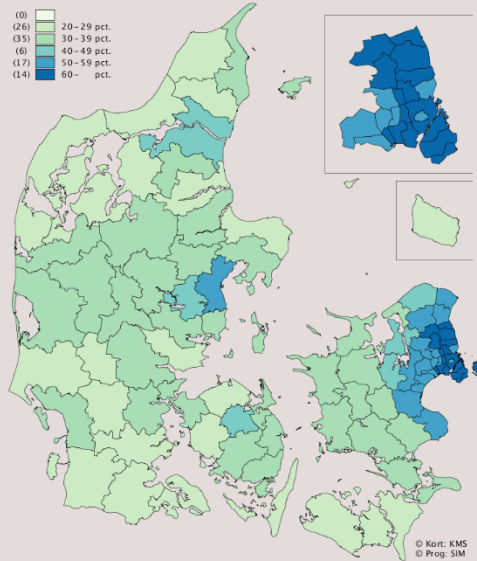 (0)
(26) 20-29 pct.
(35) 30-39 pct.
(6) 40-49 pct.
(17) 50-59 pct.
(14) 60- pct.
© Kort: KMS
© Prog: SIM